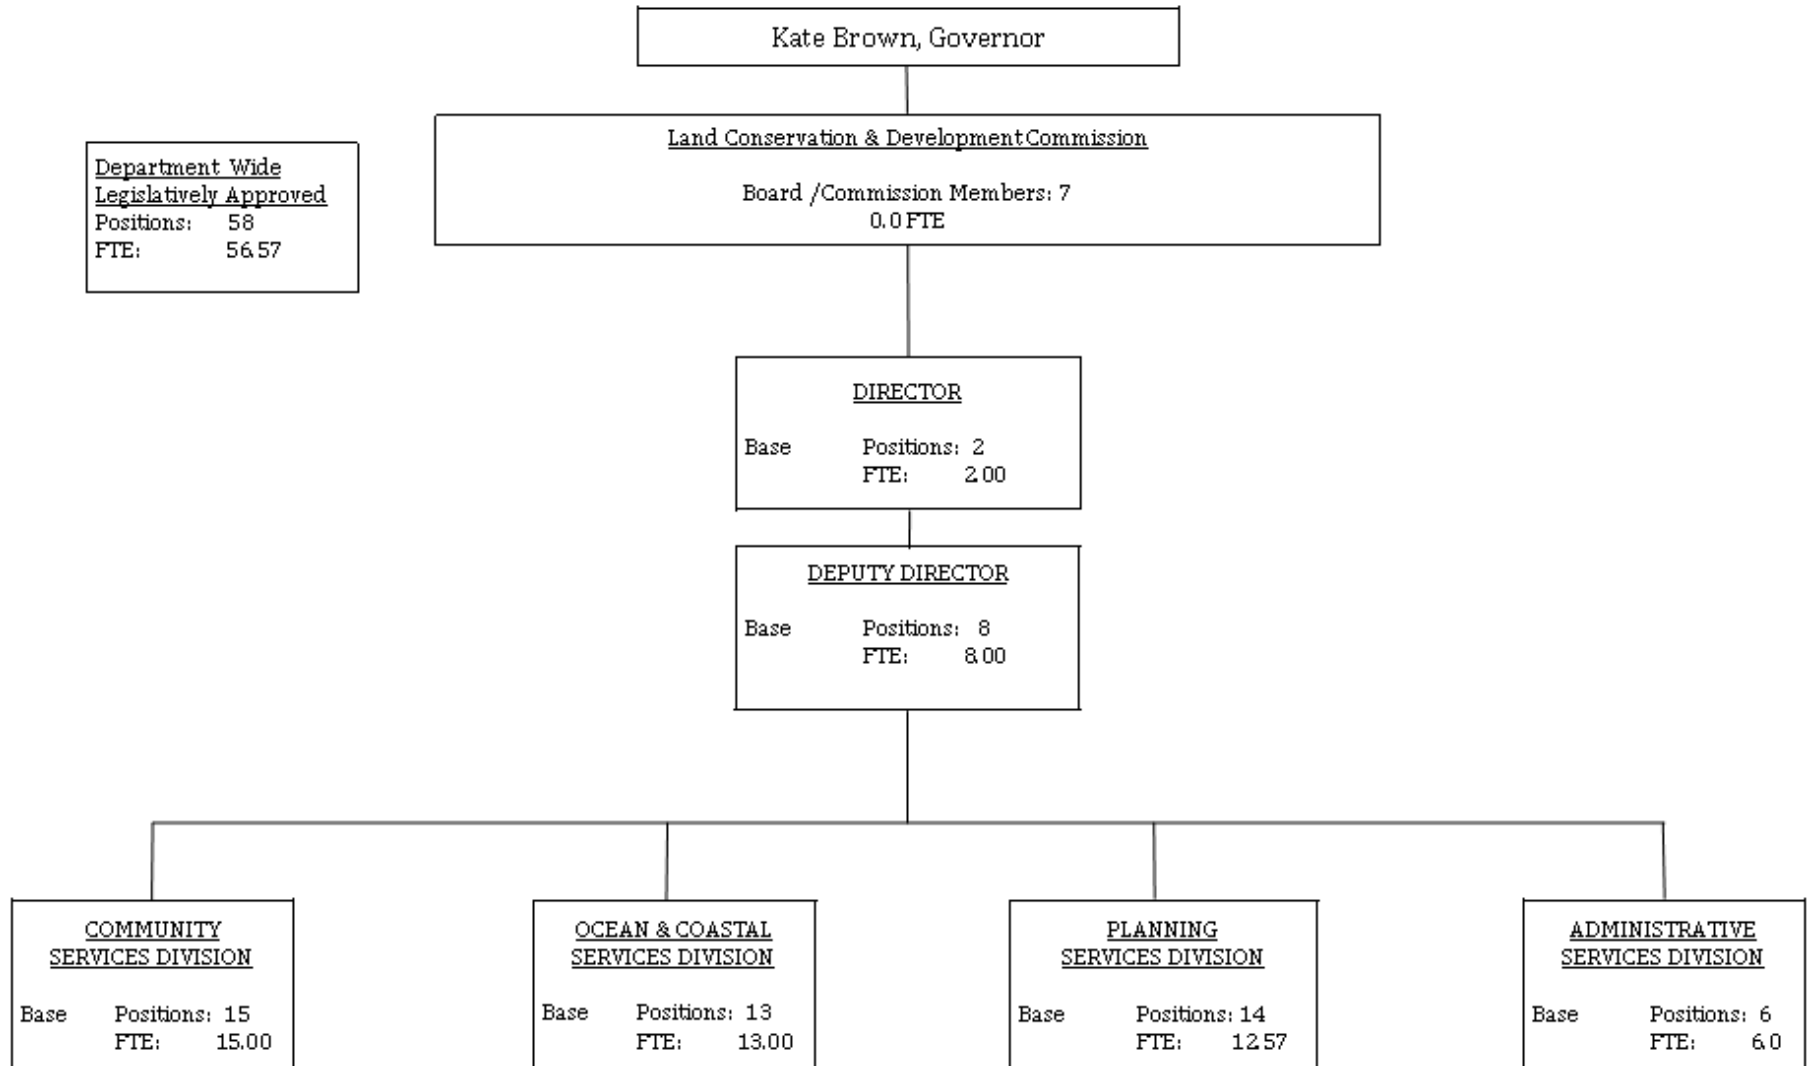 Kate Brown, Governor
Land Conservation & Development Commission
Board /Commission Members: 7
0.0 FTE
Department Wide
Legislatively Approved
Positions: 58
FTE: 56.57
DIRECTOR
Base Positions: 2
FTE: 2.00
DEPUTY DIRECTOR
Base Positions: 8
FTE: 8.00
COMMUNITY
SERVICES DIVISION
Base Positions: 15
FTE: 15.00
OCEAN & COASTAL
SERVICES DIVISION
Base Positions: 13
FTE: 13.00
PLANNING
SERVICES DIVISION
Base Positions: 14
FTE: 12.57
ADMINISTRATIVE
SERVICES DIVISION
Base Positions: 6
FTE: 6.0